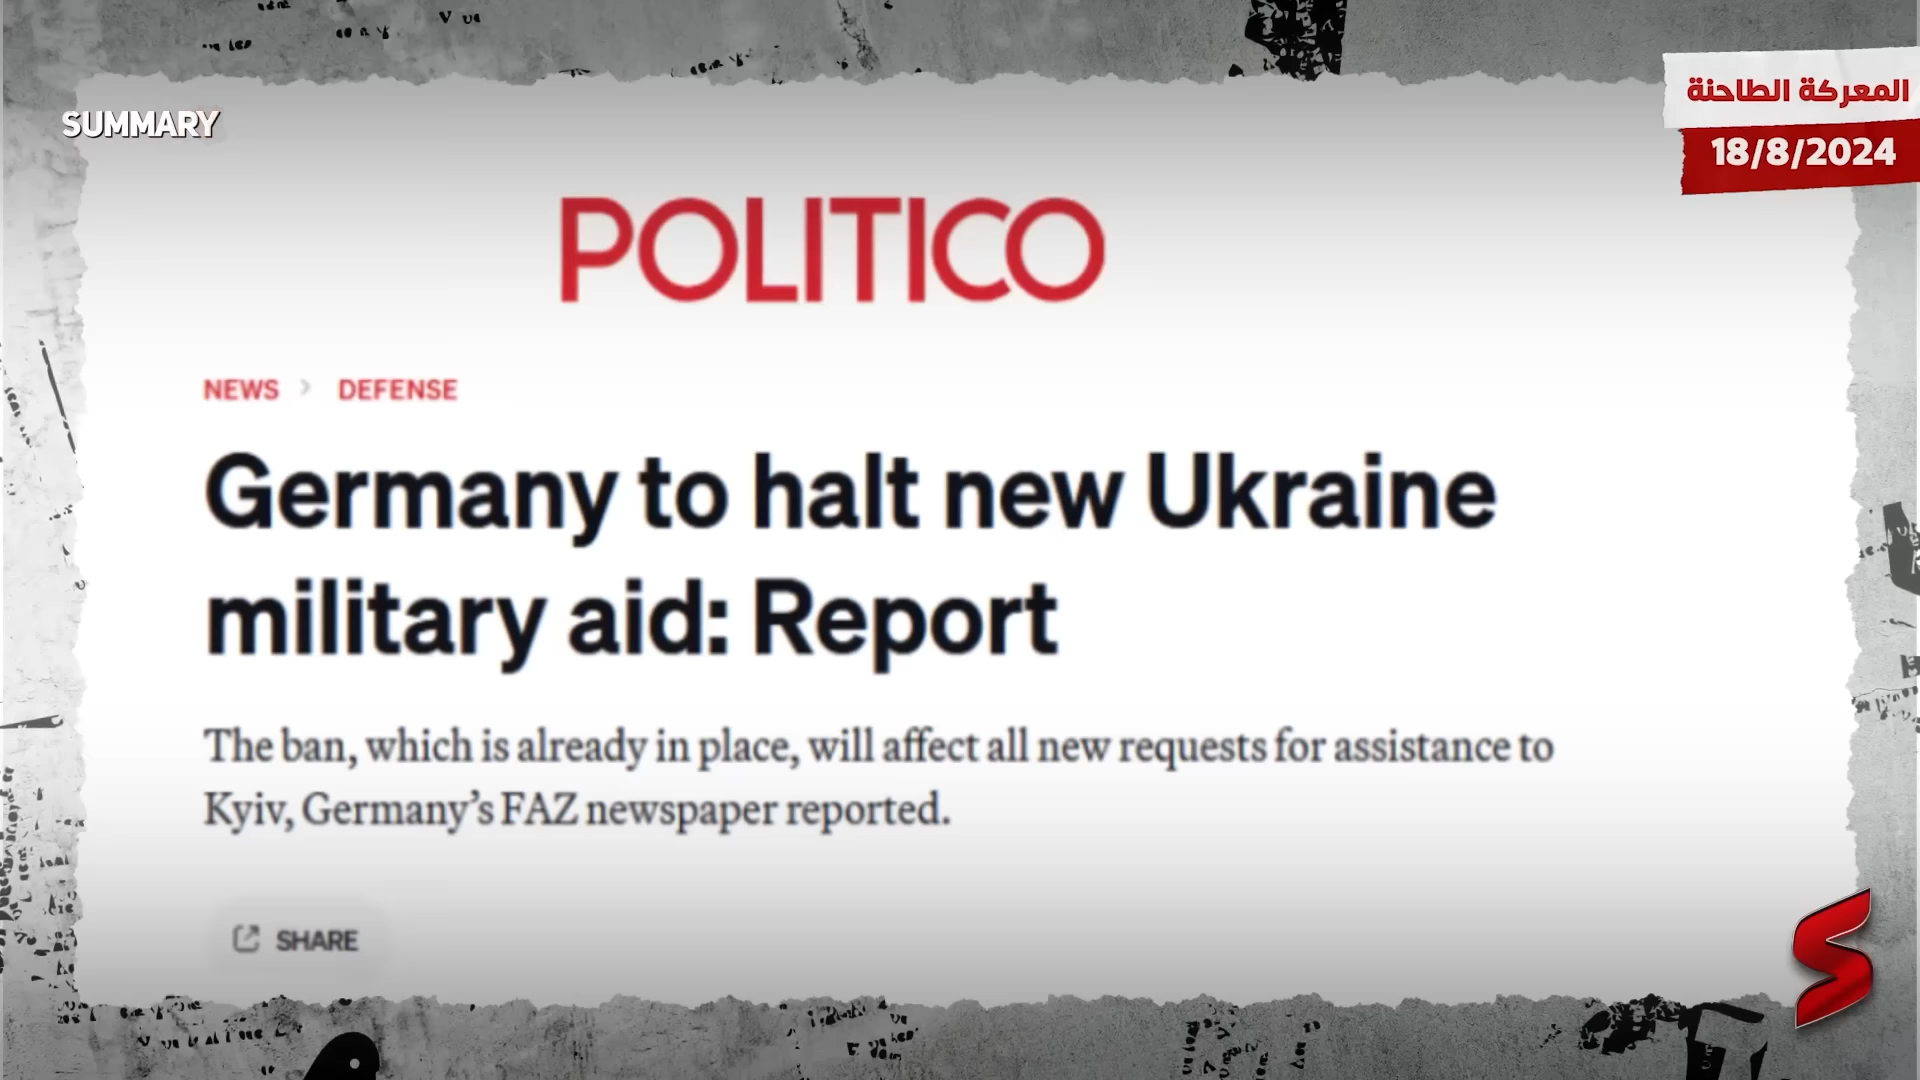 المعركة الطاحنة
18/8/2024
SUMMARY
POLITICO
NEWS > DEFENSE
Germany to halt new Ukraine
military aid: Report
The ban, which is already in place, will affect all new requests for assistance to
Kyiv, Germany’s FAZ newspaper reported.
SHARE